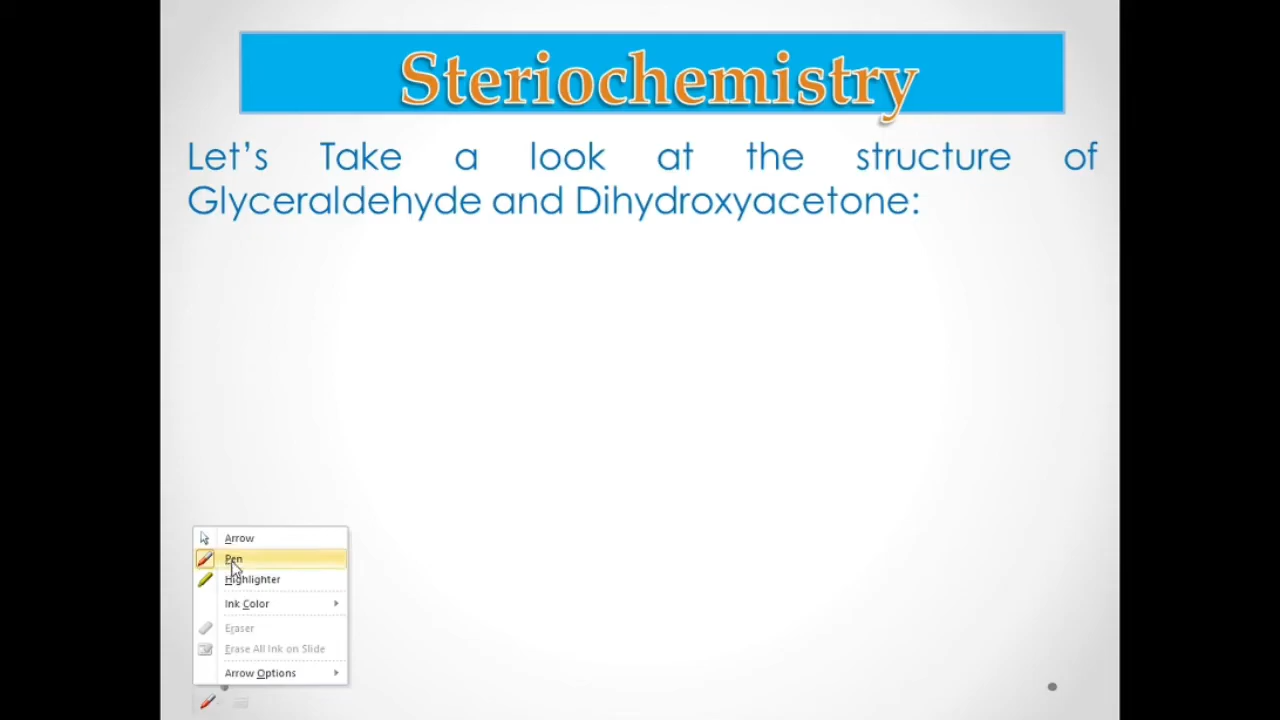 Steriochemistry
Let's Take a look at the structure of
Glyceraldehyde and Dihydroxyacetone:
Arrow
Pen
Highlighter
Ink Color
Eraser
Erase All Ink on Slide
Arrow Options